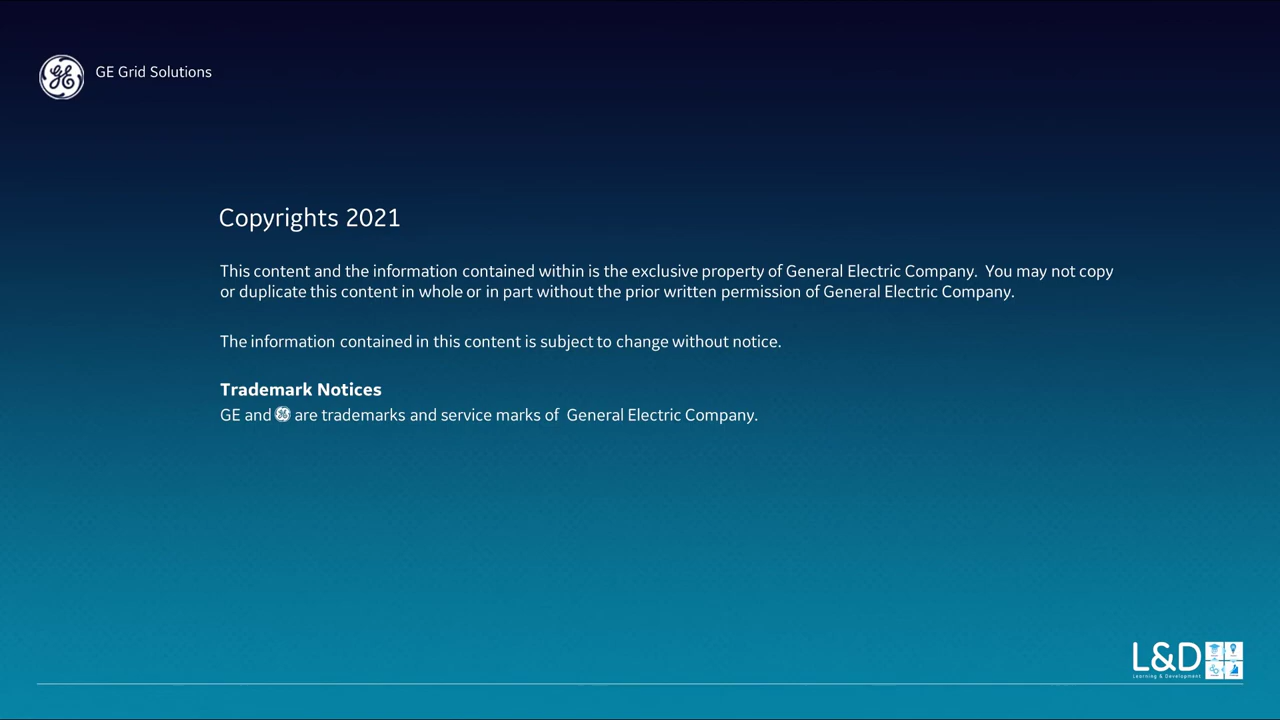 GE Grid Solutions
Copyrights 2021
This content and the information contained within is the exclusive property of General Electric Company.  You may not copy
or duplicate this content in whole or in part without the prior written permission of General Electric Company.
The information contained in this content is subject to change without notice.
Trademark Notices
GE and GE are trademarks and service marks of  General Electric Company.
L&D
Learning & Development